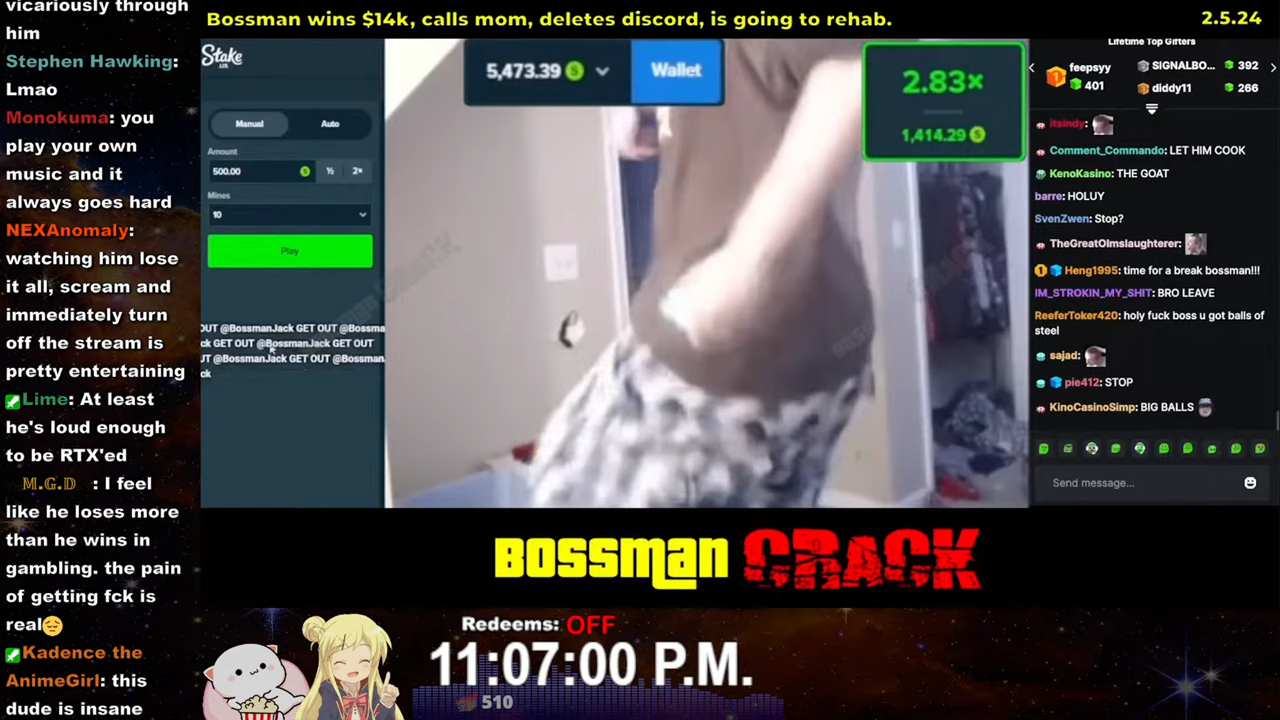 vicariously through
him
Stephen Hawking:
Lmao
Monokuma: you
play your own
music and it
always goes hard
NEXAnomaly:
watching him lose
it all, scream and
immediately turn
off the stream is
pretty entertaining
Lime: At least
he's loud enough
to be RTX'ed
M.G.D : I feel
like he loses more
than he wins in
gambling. the pain
of getting fck is
real😔
Kadence the
AnimeGirl: this
dude is insane
Bossman wins $14k, calls mom, deletes discord, is going to rehab.
2.5.24
Stake
5,473.39
Wallet
2.83×
1,414.29
Manual
Auto
Amount
500.00
½
2×
Mines
10
Play
OUT @BossmanJack GET OUT @Bossma
ck GET OUT @BossmanJack GET OUT
UT @BossmanJack GET OUT @Bossman
ck
Lifetime Top Gifters
feepsyy
401
SIGNALBO... 392
diddy11 266
itsindy:
Comment_Commando: LET HIM COOK
KenoKasino: THE GOAT
barre: HOLUY
SvenZwen: Stop?
TheGreatOlmslaughterer:
1 Heng1995: time for a break bossman!!!
IM_STROKIN_MY_SHIT: BRO LEAVE
ReeferToker420: holy fuck boss u got balls of
steel
sajad:
pie412: STOP
KinoCasinoSimp: BIG BALLS
Send message...
BOSSMAN CRACK
Redeems: OFF
11:07:00 P.M.
510